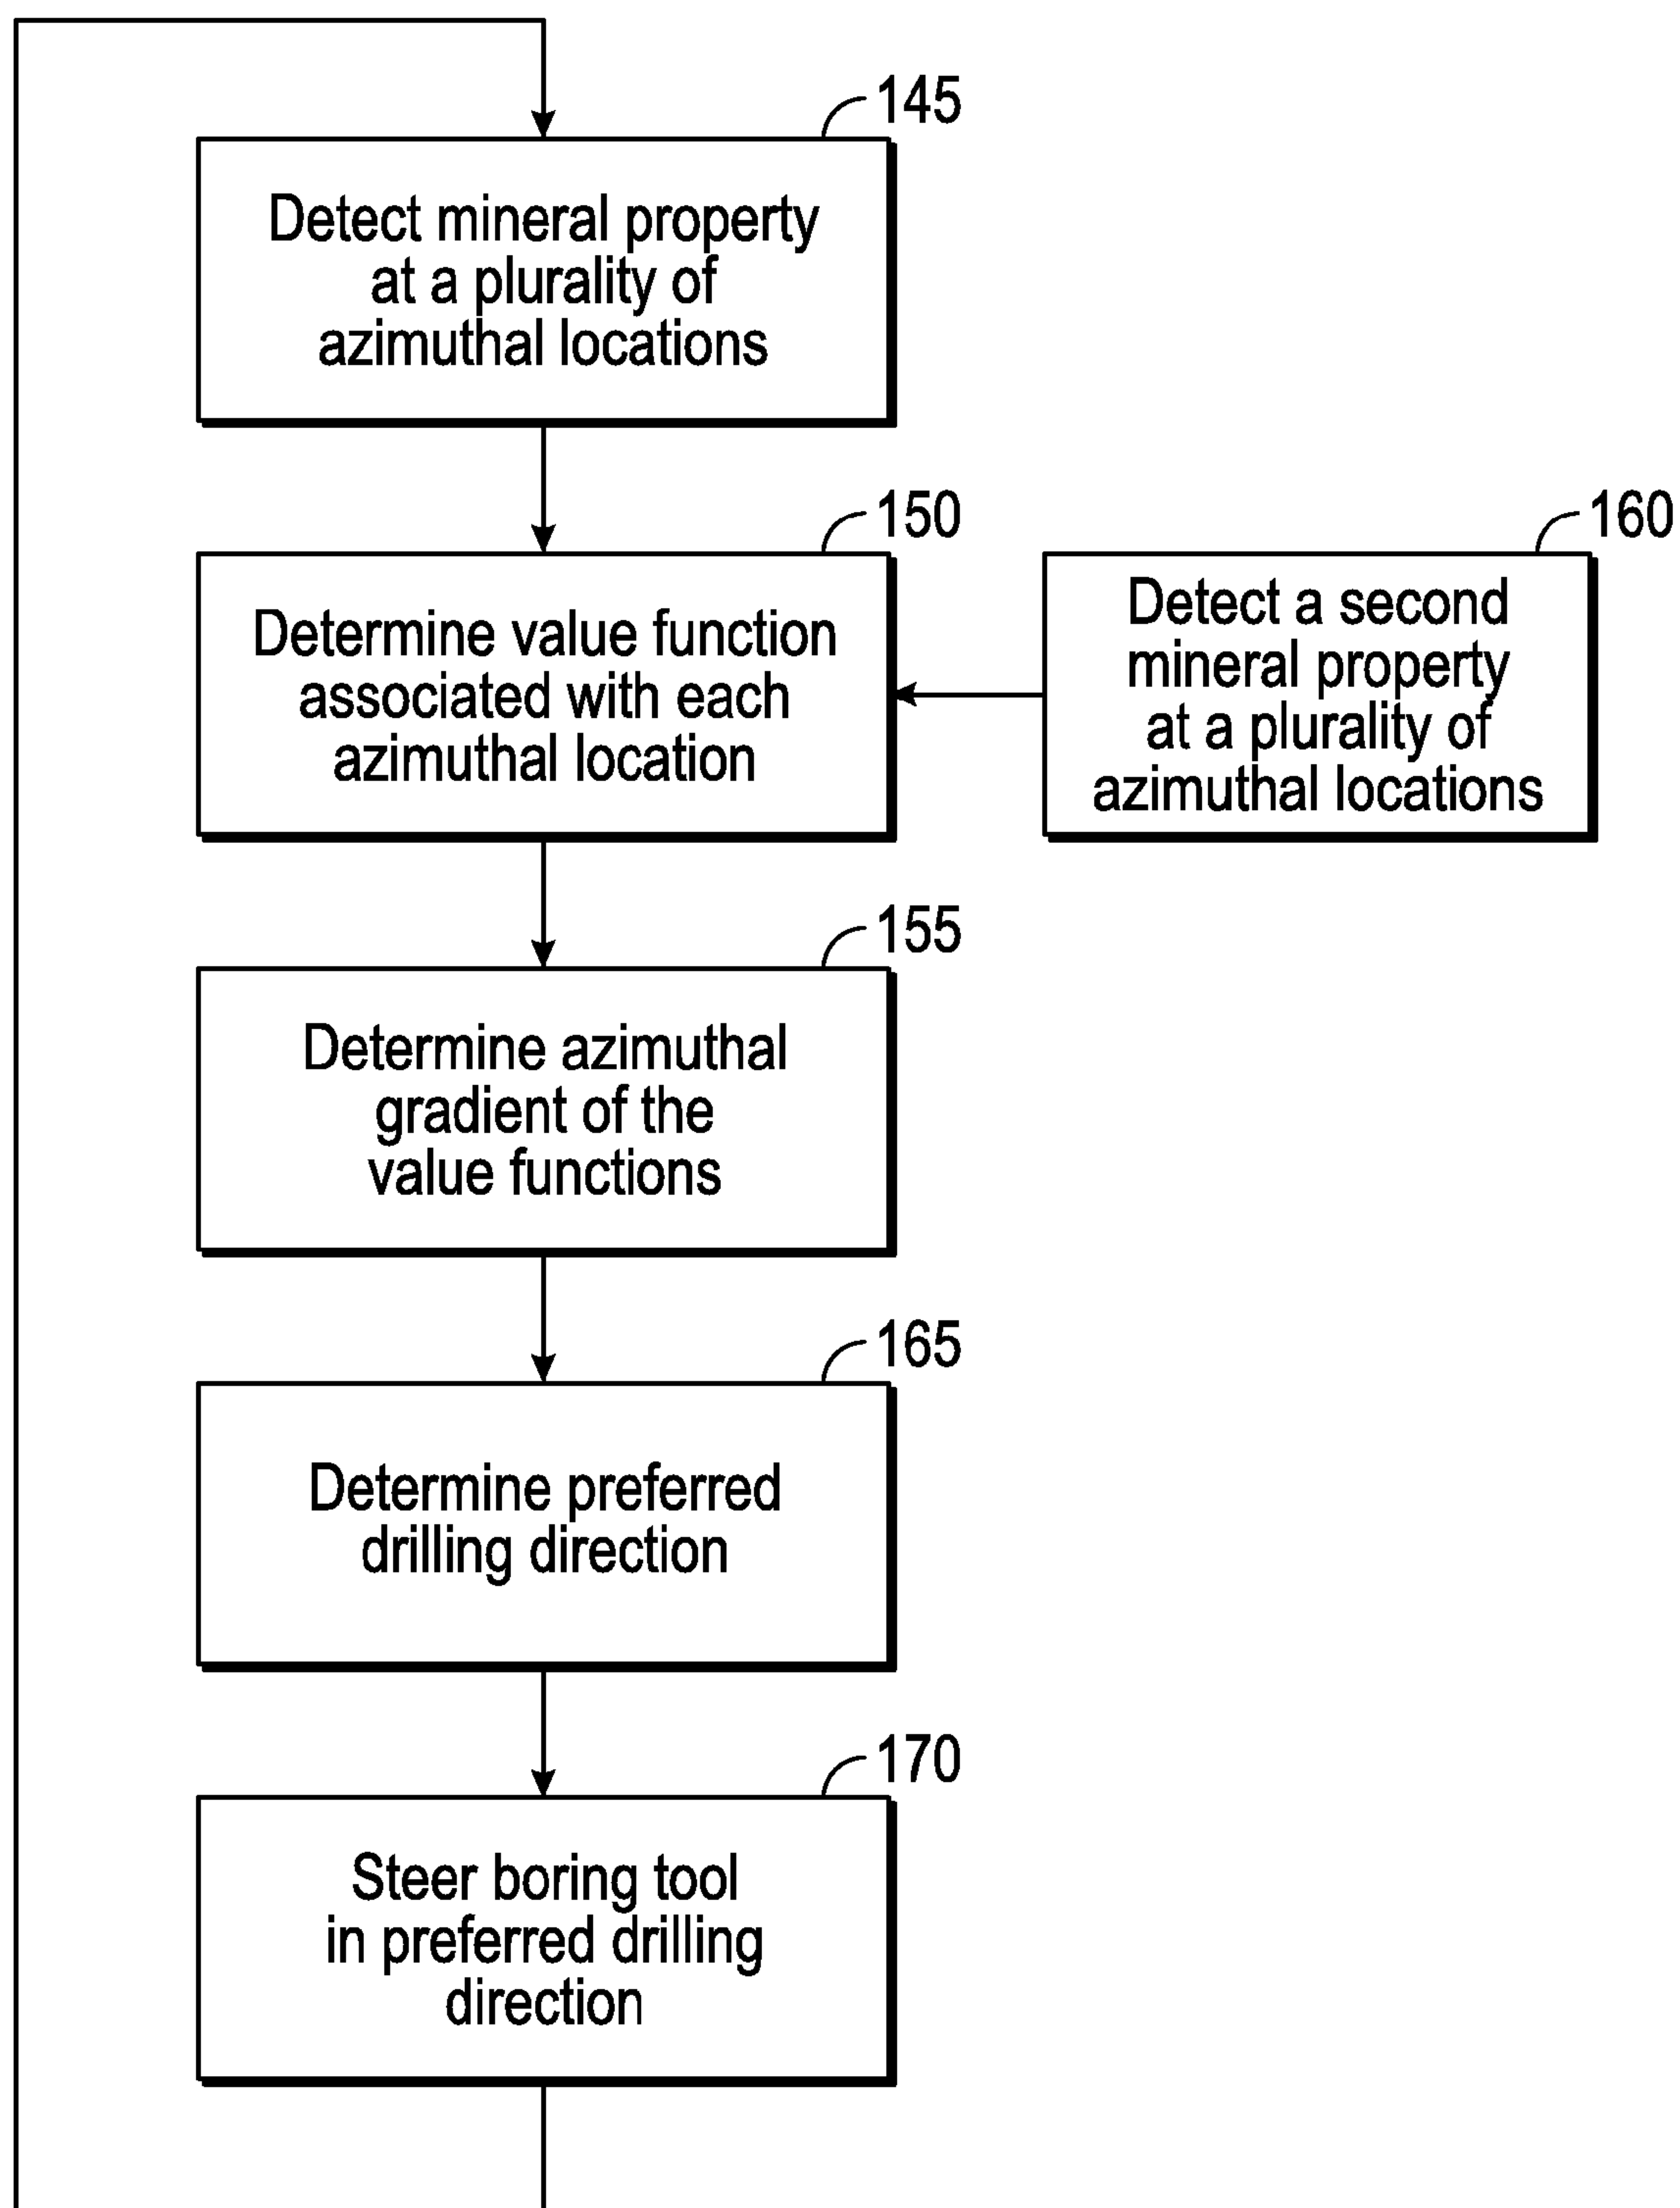 145
Detect mineral property
at a plurality of
azimuthal locations
150
Determine value function
associated with each
azimuthal location
160
Detect a second
mineral property
at a plurality of
azimuthal locations
155
Determine azimuthal
gradient of the
value functions
165
Determine preferred
drilling direction
170
Steer boring tool
in preferred drilling
direction